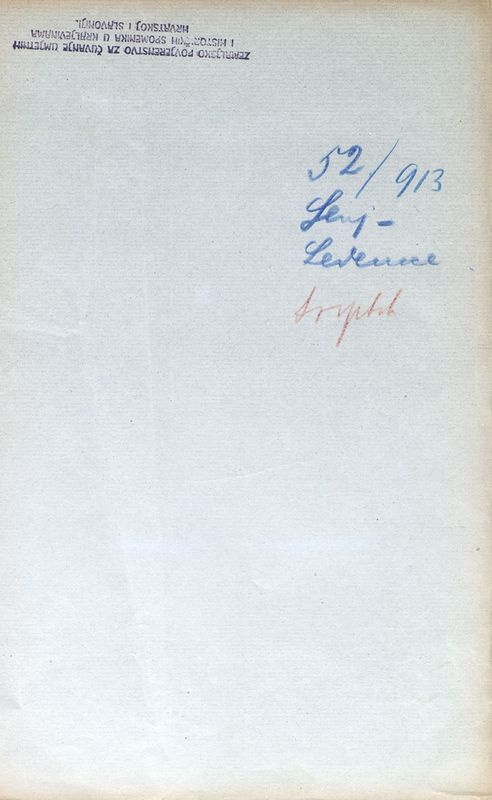 ZEMALJSKO POVJERENSTVO ZA ČUVANJE UMJETNIH
I HISTORIČKIH SPOMENIKA U KRALJEVINAMA
HRVATSKOJ I SLAVONIJI.
52/913
Senj -
Ledenice